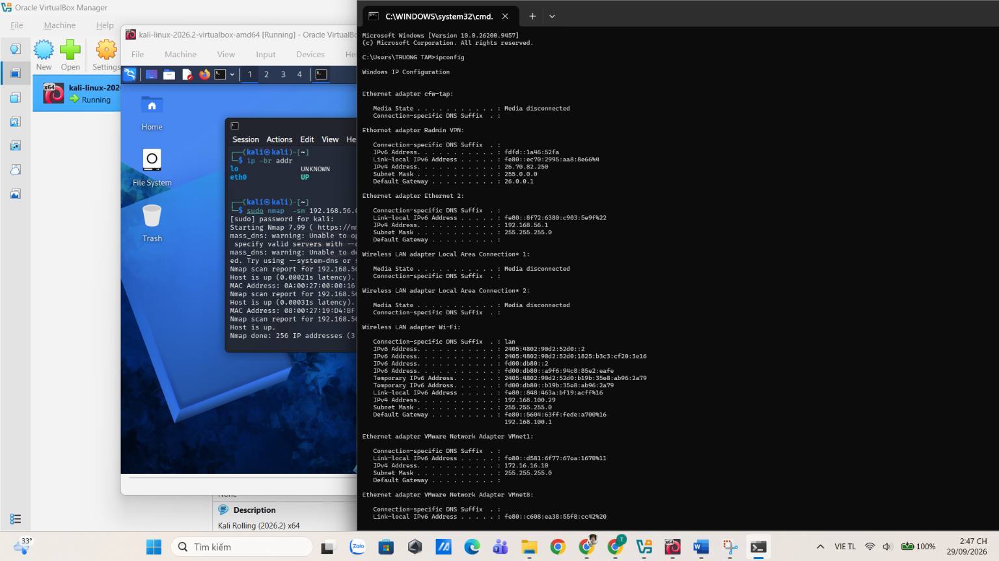 Oracle VirtualBox Manager
File Machine Help
New Open Settings
kali-linux-2026
Running
kali-linux-2026.2-virtualbox-amd64 [Running] - Oracle VirtualBo
File Machine View Input Devices He
1 2 3 4
Home
File System
Trash
Session Actions Edit View He
┌──(kali㉿kali)-[~]
└─$ ip -br addr
lo UNKNOWN
eth0 UP
┌──(kali㉿kali)-[~]
└─$ sudo nmap -sn 192.168.56.0
[sudo] password for kali:
Starting Nmap 7.99 ( https://nm
mass_dns: warning: Unable to op
specify valid servers with --d
mass_dns: warning: Unable to de
ed. Try using --system-dns or s
Nmap scan report for 192.168.56
Host is up (0.00021s latency).
MAC Address: 0A:00:27:00:00:16
Nmap scan report for 192.168.56
Host is up (0.00031s latency).
MAC Address: 08:00:27:19:D4:BF
Nmap scan report for 192.168.56
Host is up.
Nmap done: 256 IP addresses (3
None
Description
Kali Rolling (2026.2) x64
C:\WINDOWS\system32\cmd.
Microsoft Windows [Version 10.0.26200.9457]
(c) Microsoft Corporation. All rights reserved.
C:\Users\TRUONG TAM>ipconfig
Windows IP Configuration
Ethernet adapter cfw-tap:
Media State . . . . . . . . . . . : Media disconnected
Connection-specific DNS Suffix . :
Ethernet adapter Radmin VPN:
Connection-specific DNS Suffix . :
IPv6 Address. . . . . . . . . . . : fdfd::1a46:52fa
Link-local IPv6 Address . . . . . : fe80::ec70:2995:aa8:8e66%4
IPv4 Address. . . . . . . . . . . : 26.70.82.250
Subnet Mask . . . . . . . . . . . : 255.0.0.0
Default Gateway . . . . . . . . . : 26.0.0.1
Ethernet adapter Ethernet 2:
Connection-specific DNS Suffix . :
Link-local IPv6 Address . . . . . : fe80::8f72:6380:c903:5e9f%22
IPv4 Address. . . . . . . . . . . : 192.168.56.1
Subnet Mask . . . . . . . . . . . : 255.255.255.0
Default Gateway . . . . . . . . . :
Wireless LAN adapter Local Area Connection* 1:
Media State . . . . . . . . . . . : Media disconnected
Connection-specific DNS Suffix . :
Wireless LAN adapter Local Area Connection* 2:
Media State . . . . . . . . . . . : Media disconnected
Connection-specific DNS Suffix . :
Wireless LAN adapter Wi-Fi:
Connection-specific DNS Suffix . : lan
IPv6 Address. . . . . . . . . . . : 2405:4802:90d2:52d0::2
IPv6 Address. . . . . . . . . . . : 2405:4802:90d2:52d0:1825:b3c3:cf20:3e16
IPv6 Address. . . . . . . . . . . : fd00:db80::2
IPv6 Address. . . . . . . . . . . : fd00:db80::a9f6:94c8:85e2:eafe
Temporary IPv6 Address. . . . . . : 2405:4802:90d2:52d0:b19b:35e8:ab96:2a79
Temporary IPv6 Address. . . . . . : fd00:db80::b19b:35e8:ab96:2a79
Link-local IPv6 Address . . . . . : fe80::848:463a:bf19:acff%16
IPv4 Address. . . . . . . . . . . : 192.168.100.29
Subnet Mask . . . . . . . . . . . : 255.255.255.0
Default Gateway . . . . . . . . . : fe80::5604:63ff:fede:a700%16
192.168.100.1
Ethernet adapter VMware Network Adapter VMnet1:
Connection-specific DNS Suffix . :
Link-local IPv6 Address . . . . . : fe80::d581:6f77:67ea:1670%11
IPv4 Address. . . . . . . . . . . : 172.16.16.10
Subnet Mask . . . . . . . . . . . : 255.255.255.0
Default Gateway . . . . . . . . . :
Ethernet adapter VMware Network Adapter VMnet8:
Connection-specific DNS Suffix . :
Link-local IPv6 Address . . . . . : fe80::c608:ea38:55f8:cc42%20
33°
Tìm kiếm
Zalo
VIE TL
100%
2:47 CH
29/09/2026